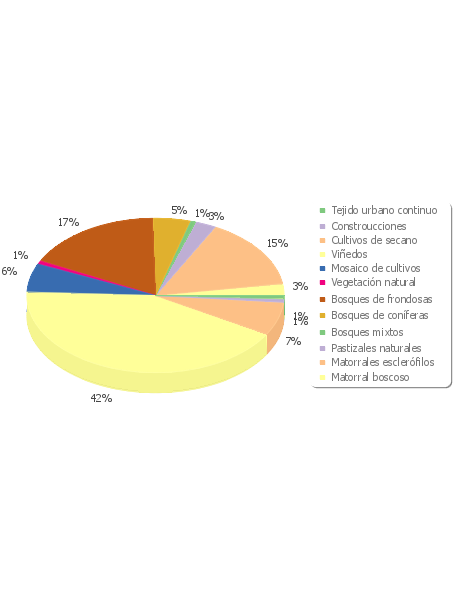 5%
1%
3%
17%
15%
1%
6%
3%
1%
1%
7%
42%
Tejido urbano continuo
Construcciones
Cultivos de secano
Viñedos
Mosaico de cultivos
Vegetación natural
Bosques de frondosas
Bosques de coníferas
Bosques mixtos
Pastizales naturales
Matorrales esclerófilos
Matorral boscoso